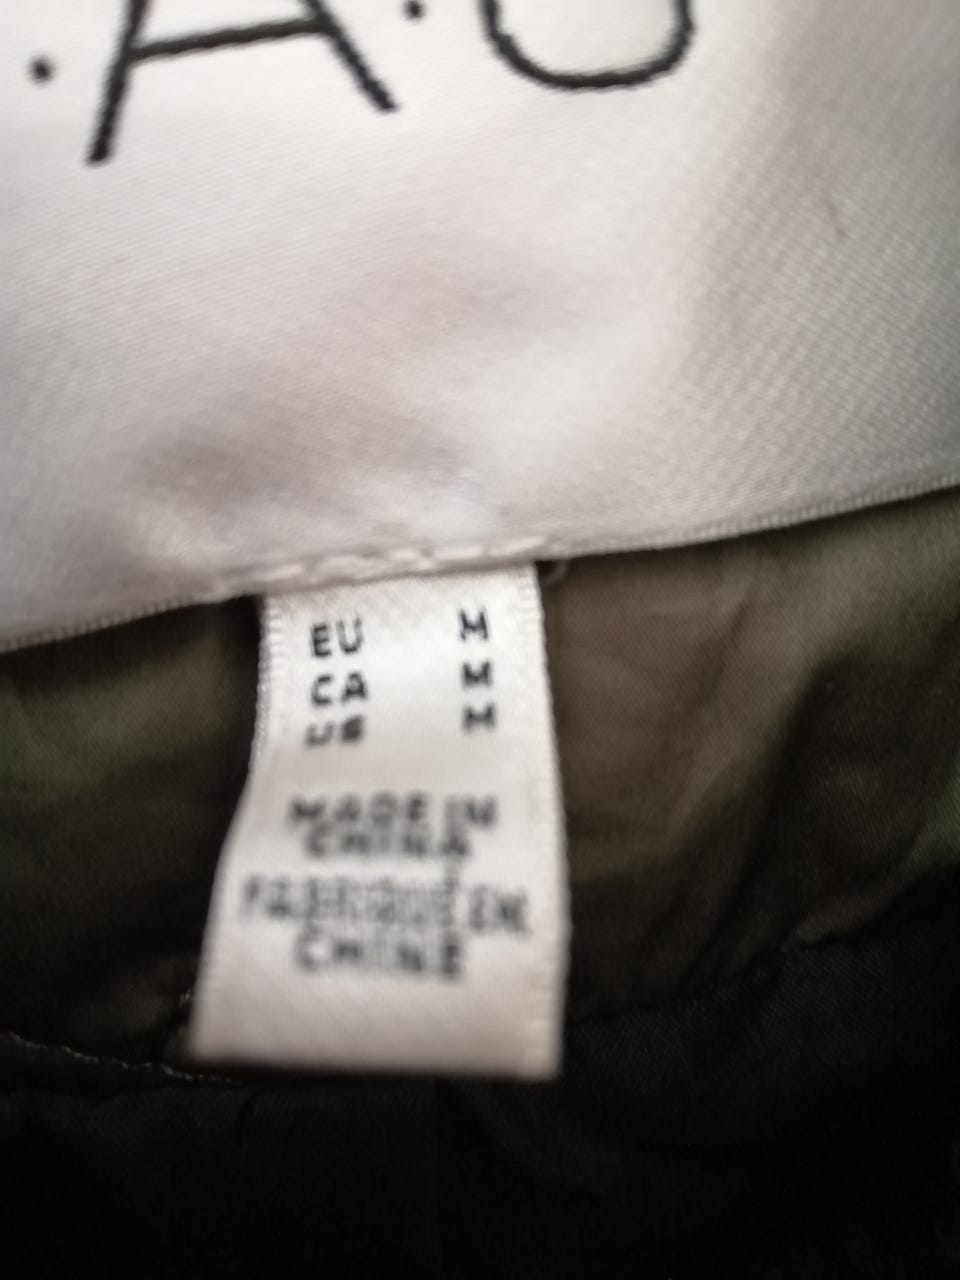 ·A·U
EU M
CA M
US M
MADE IN
CHINA
FABRIQUÉ EN
CHINE